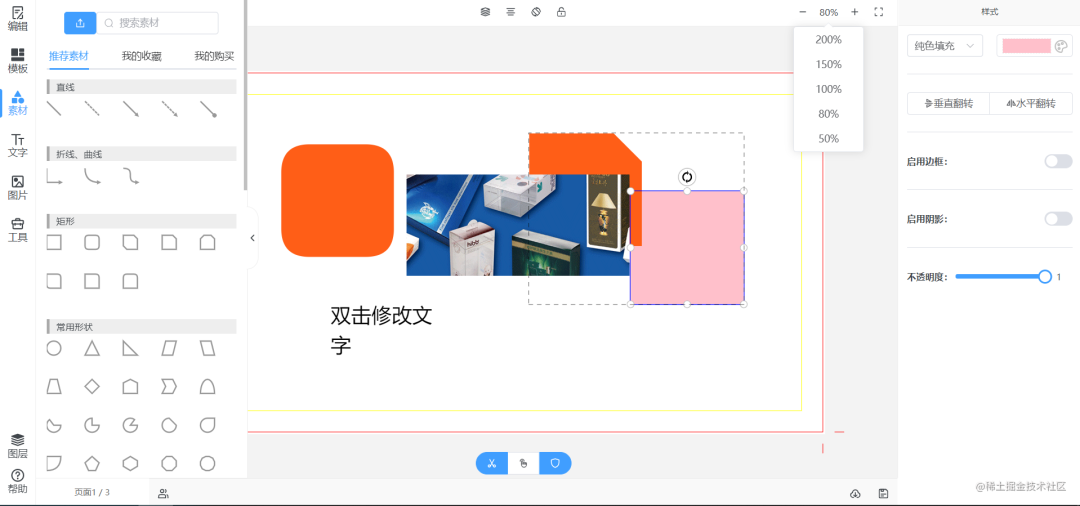 编辑
模板
素材
文字
图片
工具
图层
帮助
搜索素材
推荐素材 我的收藏 我的购买
直线
折线、曲线
矩形
常用形状
页面1 / 3
80%
200%
150%
100%
80%
50%
双击修改文
字
样式
纯色填充
垂直翻转 水平翻转
启用边框:
启用阴影:
不透明度: 1
@稀土掘金技术社区